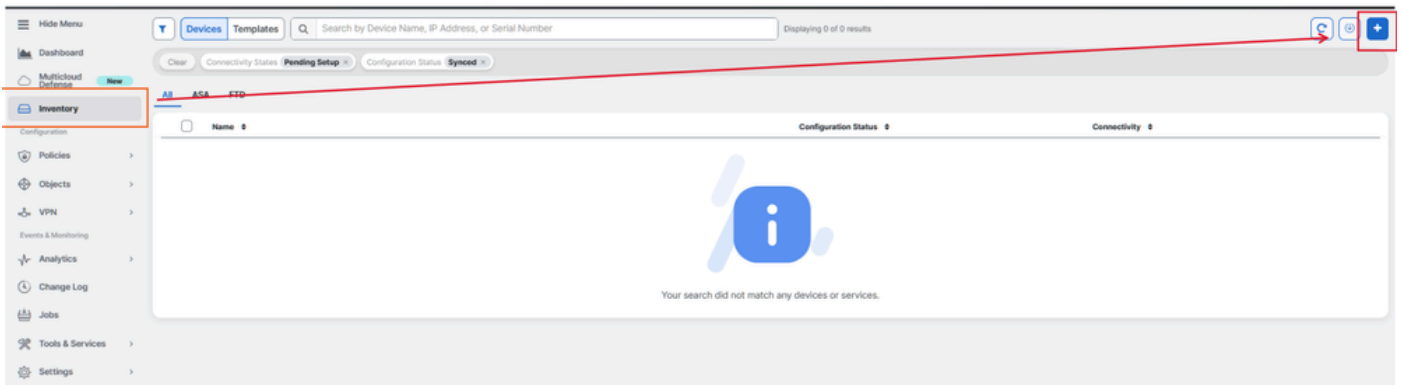 Hide Menu
Dashboard
Multicloud Defense New
Inventory
Configuration
Policies
Objects
VPN
Events & Monitoring
Analytics
Change Log
Jobs
Tools & Services
Settings
Devices Templates Search by Device Name, IP Address, or Serial Number Displaying 0 of 0 results
Clear Connectivity States Pending Setup × Configuration Status Synced ×
All ASA FTD
Name Configuration Status Connectivity
Your search did not match any devices or services.